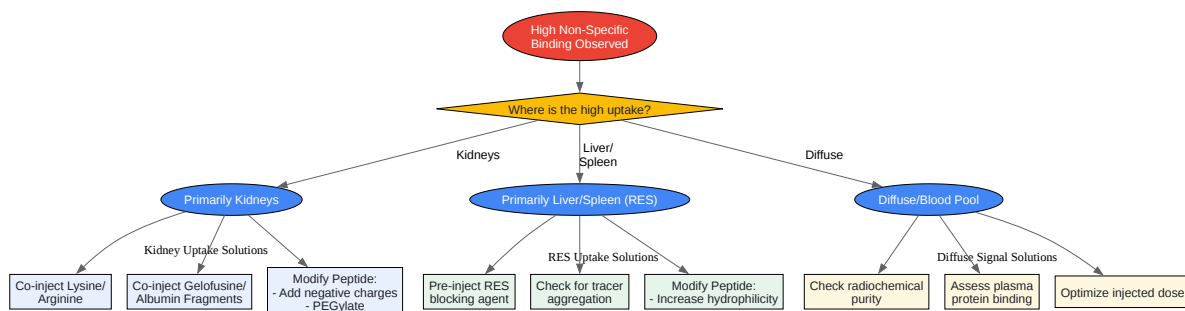 High Non-Specific
Binding Observed
Where is the high uptake?
Kidneys
Liver/
Spleen
Diffuse
Primarily Kidneys
Primarily Liver/Spleen (RES)
Diffuse/Blood Pool
Kidney Uptake Solutions
RES Uptake Solutions
Diffuse Signal Solutions
Co-inject Lysine/
Arginine
Co-inject Gelofusine/
Albumin Fragments
Modify Peptide:
- Add negative charges
- PEGylate
Pre-inject RES
blocking agent
Check for tracer
aggregation
Modify Peptide:
- Increase hydrophilicity
Check radiochemical
purity
Assess plasma
protein binding
Optimize injected dose